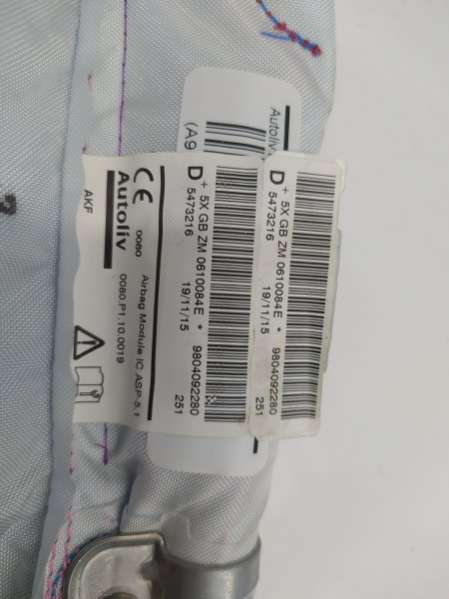 Autoliv
(A9
CE 0080
Autoliv
AKF
Airbag Module IC ASP-5.1
0080.P1.10.0019
D + 5X GB ZM 0610084E * 9804092280
5473216 19/11/15 251
D + 5X GB ZM 0610084E * 9804092280
5473216 19/11/15 251